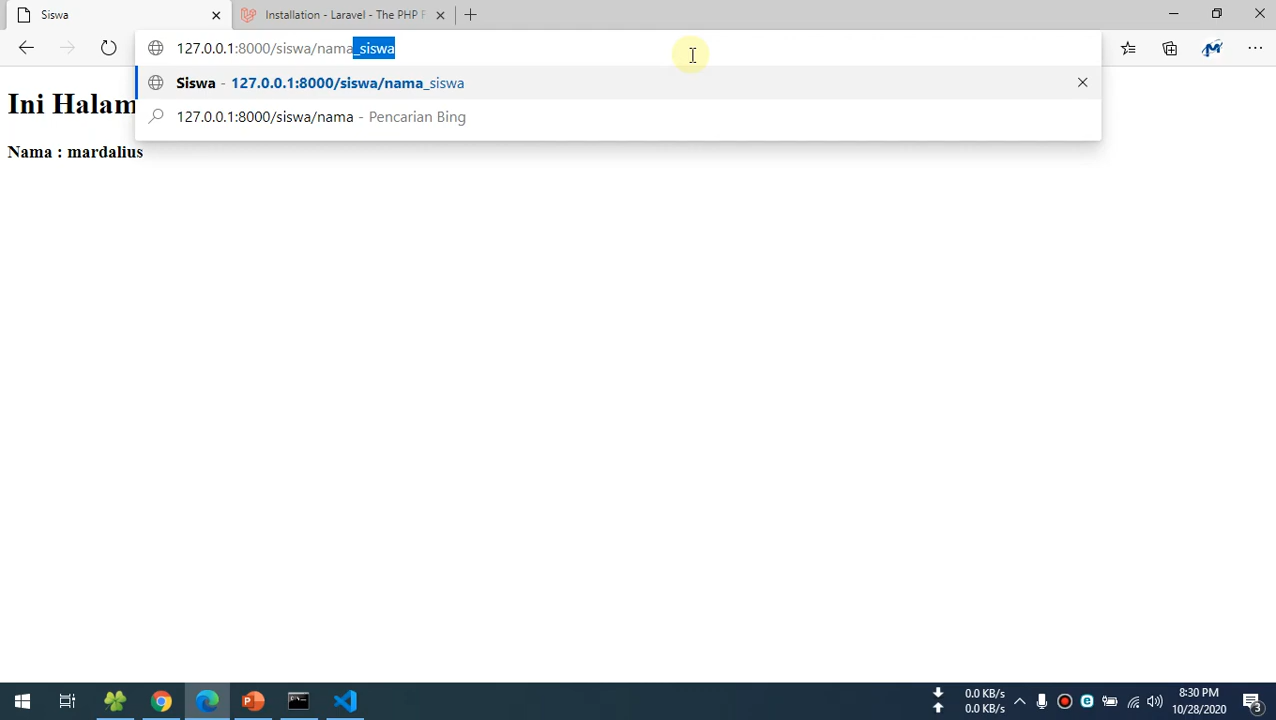 Siswa
Installation - Laravel - The PHP F
127.0.0.1:8000/siswa/nama_siswa
Siswa - 127.0.0.1:8000/siswa/nama_siswa
127.0.0.1:8000/siswa/nama - Pencarian Bing
Ini Halam
Nama : mardalius
0.0 KB/s
0.0 KB/s
8:30 PM
10/28/2020
3